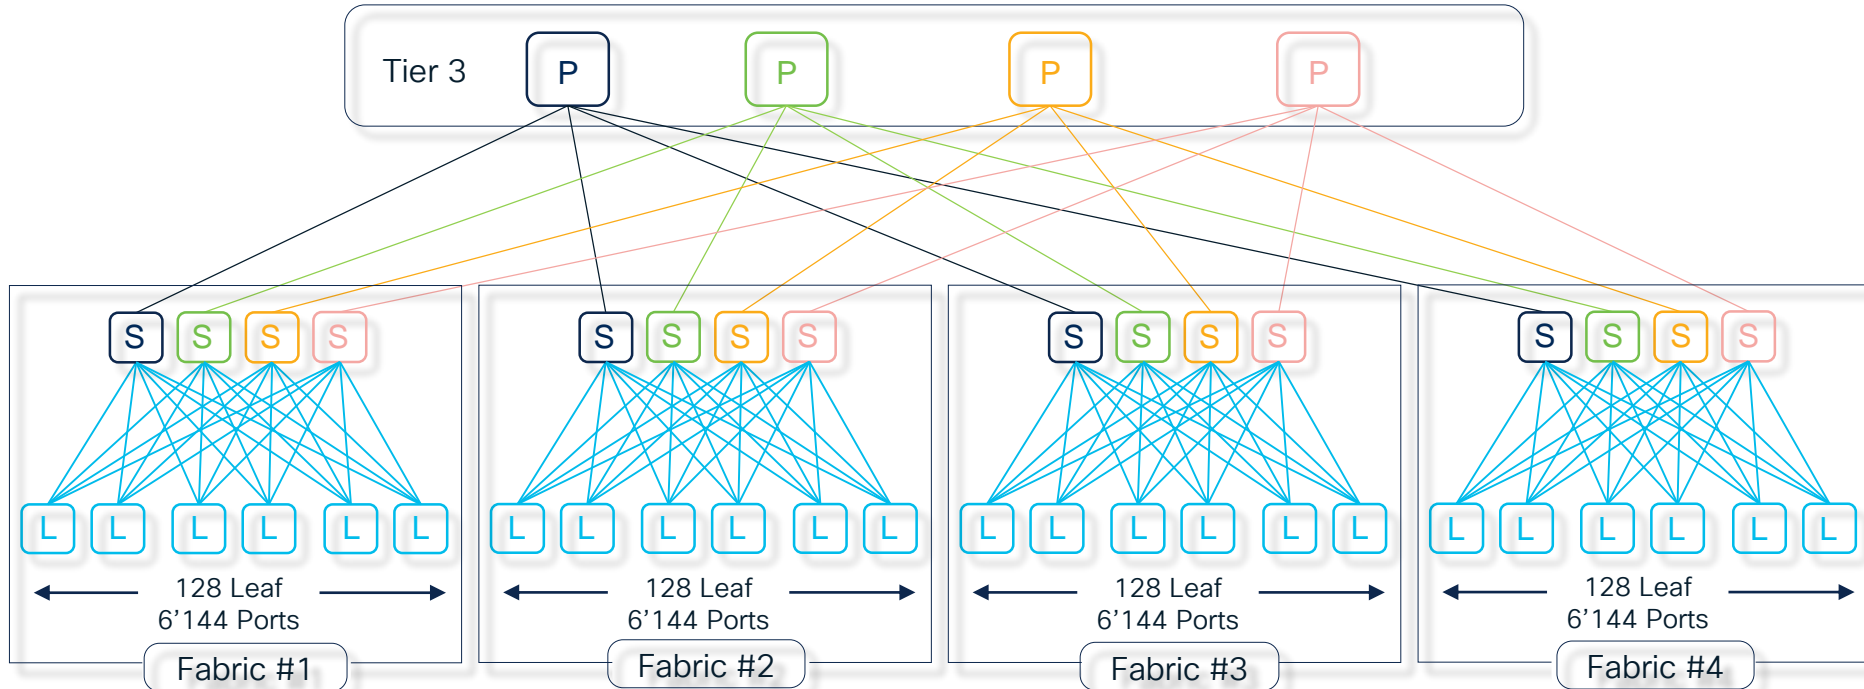 Tier 3
P
P
P
P
S S S S
S S S S
S S S S
S S S S
L L L L L L
L L L L L L
L L L L L L
L L L L L L
128 Leaf
6’144 Ports
128 Leaf
6’144 Ports
128 Leaf
6’144 Ports
128 Leaf
6’144 Ports
Fabric #1
Fabric #2
Fabric #3
Fabric #4